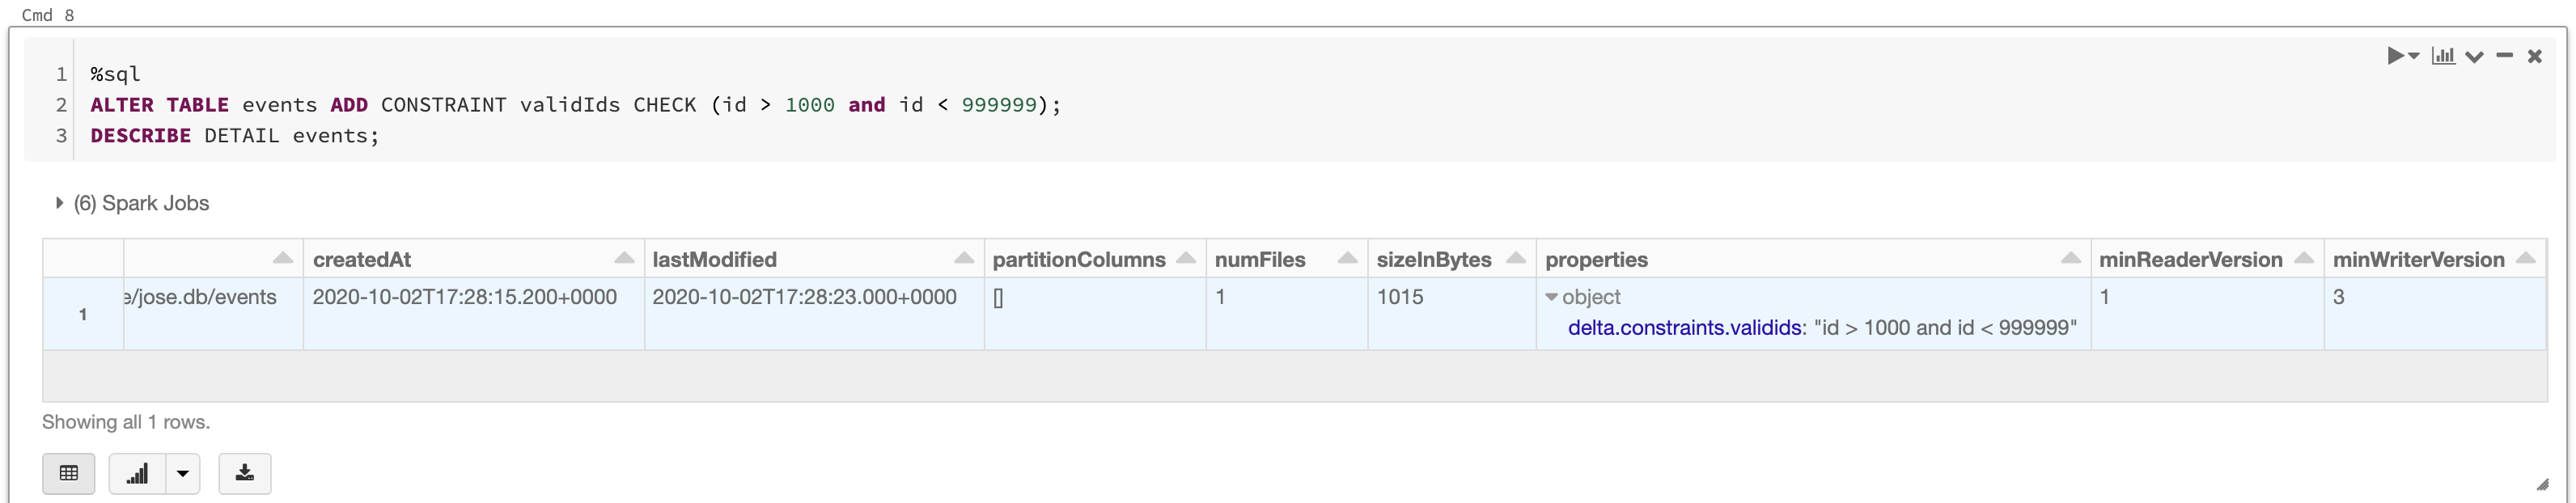 Cmd 8
1 %sql
2 ALTER TABLE events ADD CONSTRAINT validIds CHECK (id > 1000 and id < 999999);
3 DESCRIBE DETAIL events;
(6) Spark Jobs
createdAt lastModified partitionColumns numFiles sizeInBytes properties minReaderVersion minWriterVersion
1 e/jose.db/events 2020-10-02T17:28:15.200+0000 2020-10-02T17:28:23.000+0000 [] 1 1015 object 1 3
delta.constraints.validids: "id > 1000 and id < 999999"
Showing all 1 rows.